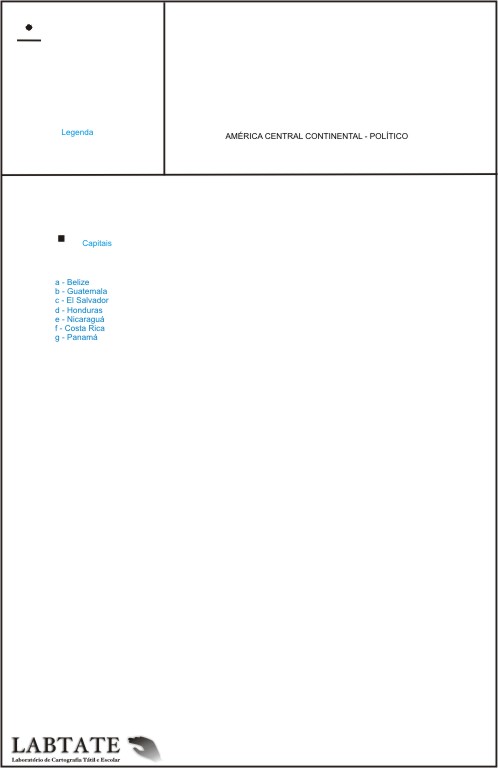 Legenda
AMÉRICA CENTRAL CONTINENTAL - POLÍTICO
Capitais
a - Belize
b - Guatemala
c - El Salvador
d - Honduras
e - Nicaraguá
f - Costa Rica
g - Panamá
LABTATE
Laboratório de Cartografia Tátil e Escolar